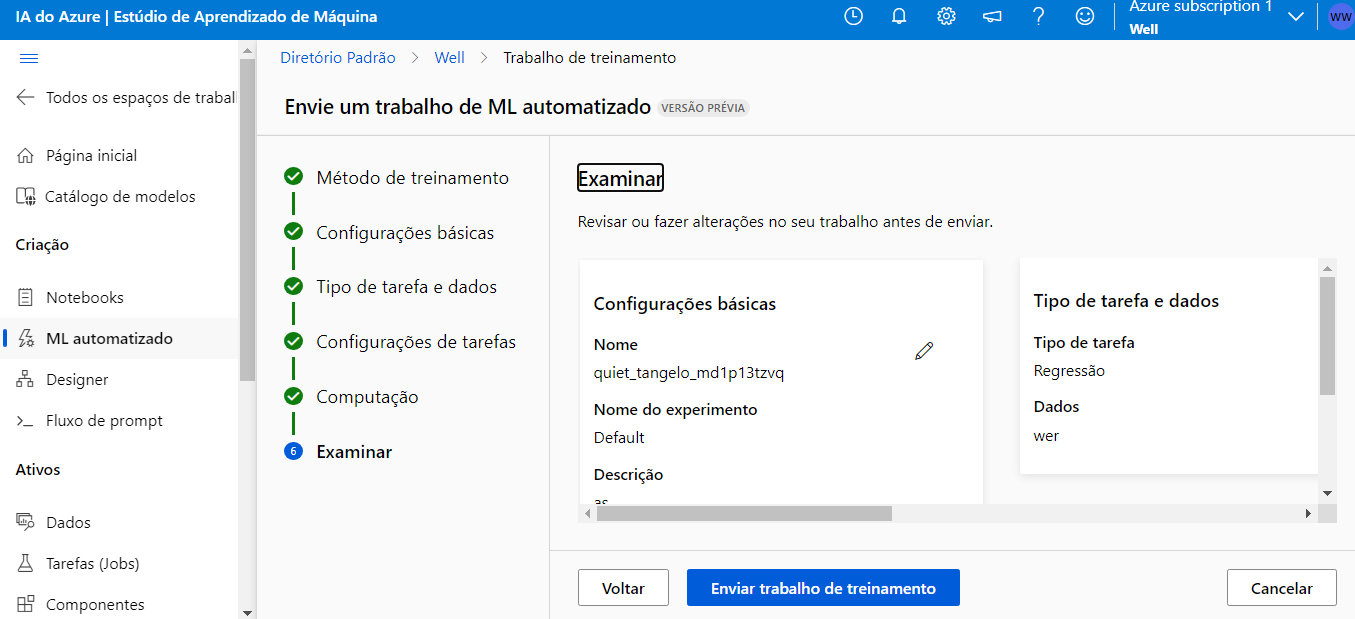 IA do Azure | Estúdio de Aprendizado de Máquina
Azure subscription 1
Well
WW
Todos os espaços de trabal
Página inicial
Catálogo de modelos
Criação
Notebooks
ML automatizado
Designer
Fluxo de prompt
Ativos
Dados
Tarefas (Jobs)
Componentes
Diretório Padrão > Well > Trabalho de treinamento
Envie um trabalho de ML automatizado VERSÃO PRÉVIA
Método de treinamento
Configurações básicas
Tipo de tarefa e dados
Configurações de tarefas
Computação
6 Examinar
Examinar
Revisar ou fazer alterações no seu trabalho antes de enviar.
Configurações básicas
Nome
quiet_tangelo_md1p13tzvq
Nome do experimento
Default
Descrição
as
Tipo de tarefa e dados
Tipo de tarefa
Regressão
Dados
wer
Voltar
Enviar trabalho de treinamento
Cancelar